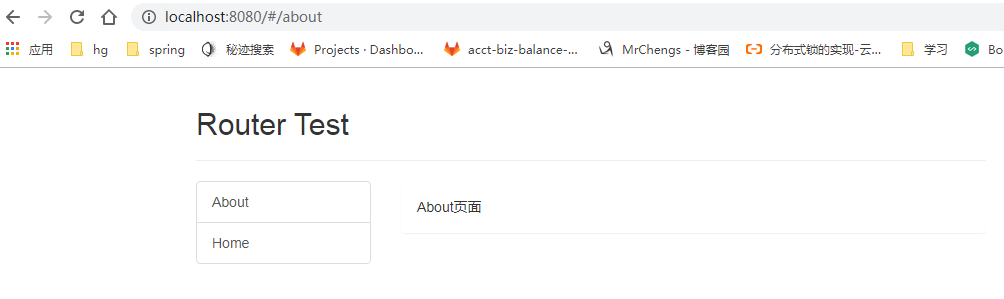 localhost:8080/#/about
应用 hg spring 秘迹搜索 Projects · Dashbo... acct-biz-balance-... MrChengs - 博客园 分布式锁的实现-云... 学习 Bo
Router Test
About
About页面
Home